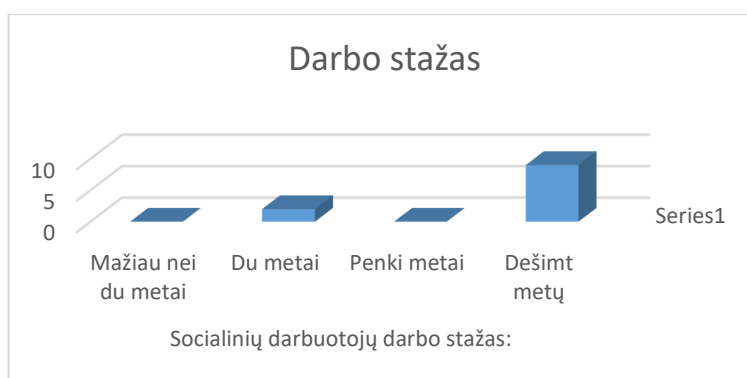 Darbo stažas
10
5
0
Series1
Mažiau nei
du metai
Du metai
Penki metai
Dešimt
metų
Socialinių darbuotojų darbo stažas: